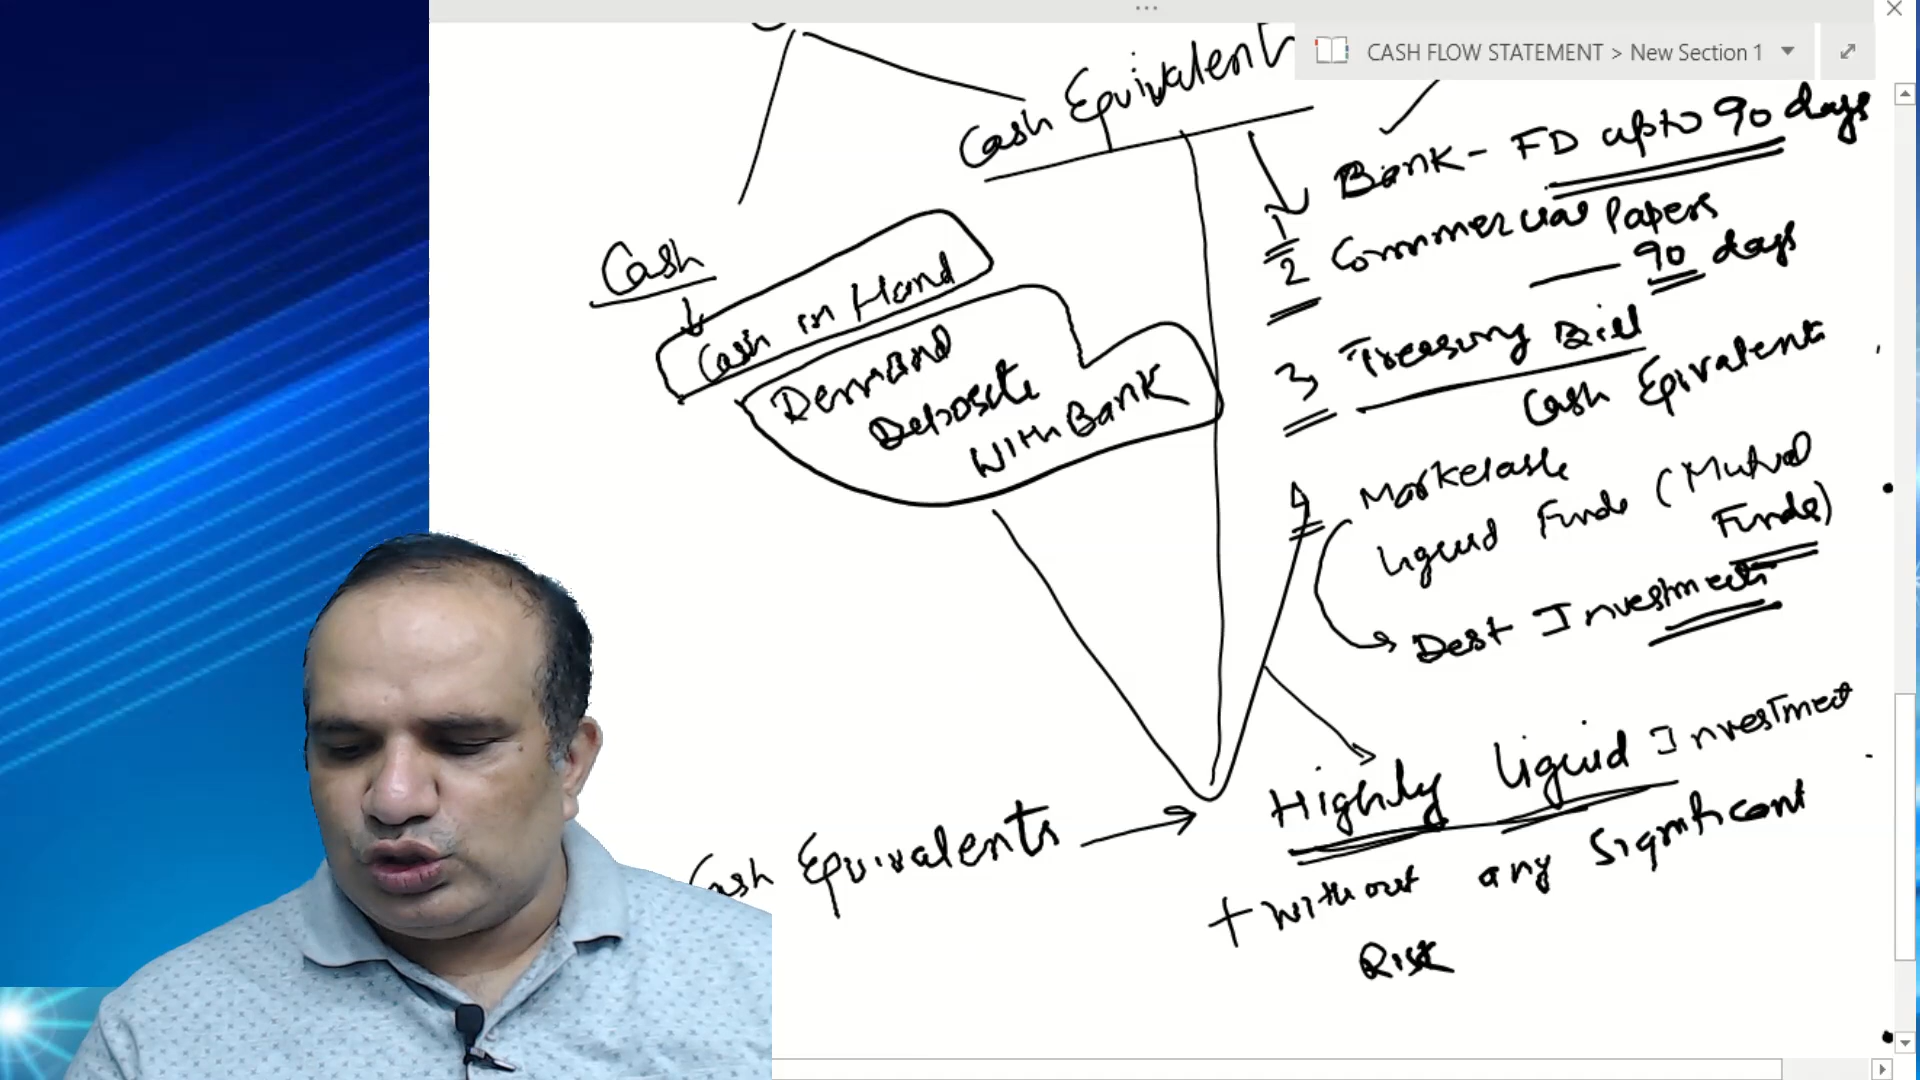 CASH FLOW STATEMENT > New Section 1
Cash Equivalent
Cash
Cash in Hand
Demand
Deposits
With Bank
1 Bank - FD upto 90 days
2 Commercial Papers
90 days
3 Treasury Bill
Cash Equivalent
4 Marketable
liquid Funds (Mutual
Funds)
Debt Investment
Cash Equivalents
Highly Liquid Investment
+ without any Significant
Risk